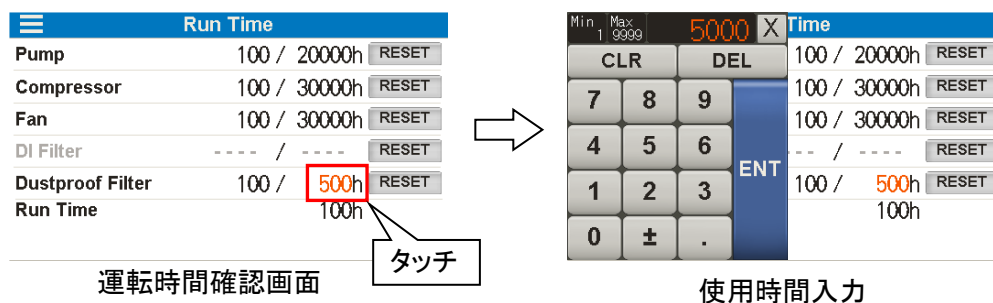 Run Time
Pump 100 / 20000h RESET
Compressor 100 / 30000h RESET
Fan 100 / 30000h RESET
DI Filter ---- / ---- RESET
Dustproof Filter 100 / 500h RESET
Run Time 100h
タッチ
運転時間確認画面
Min 1 Max 9999 5000 X Time
CLR DEL 100 / 20000h RESET
7 8 9 100 / 30000h RESET
100 / 30000h RESET
4 5 6 -- / ---- RESET
ENT
1 2 3 100 / 500h RESET
100h
0 ± .
使用時間入力